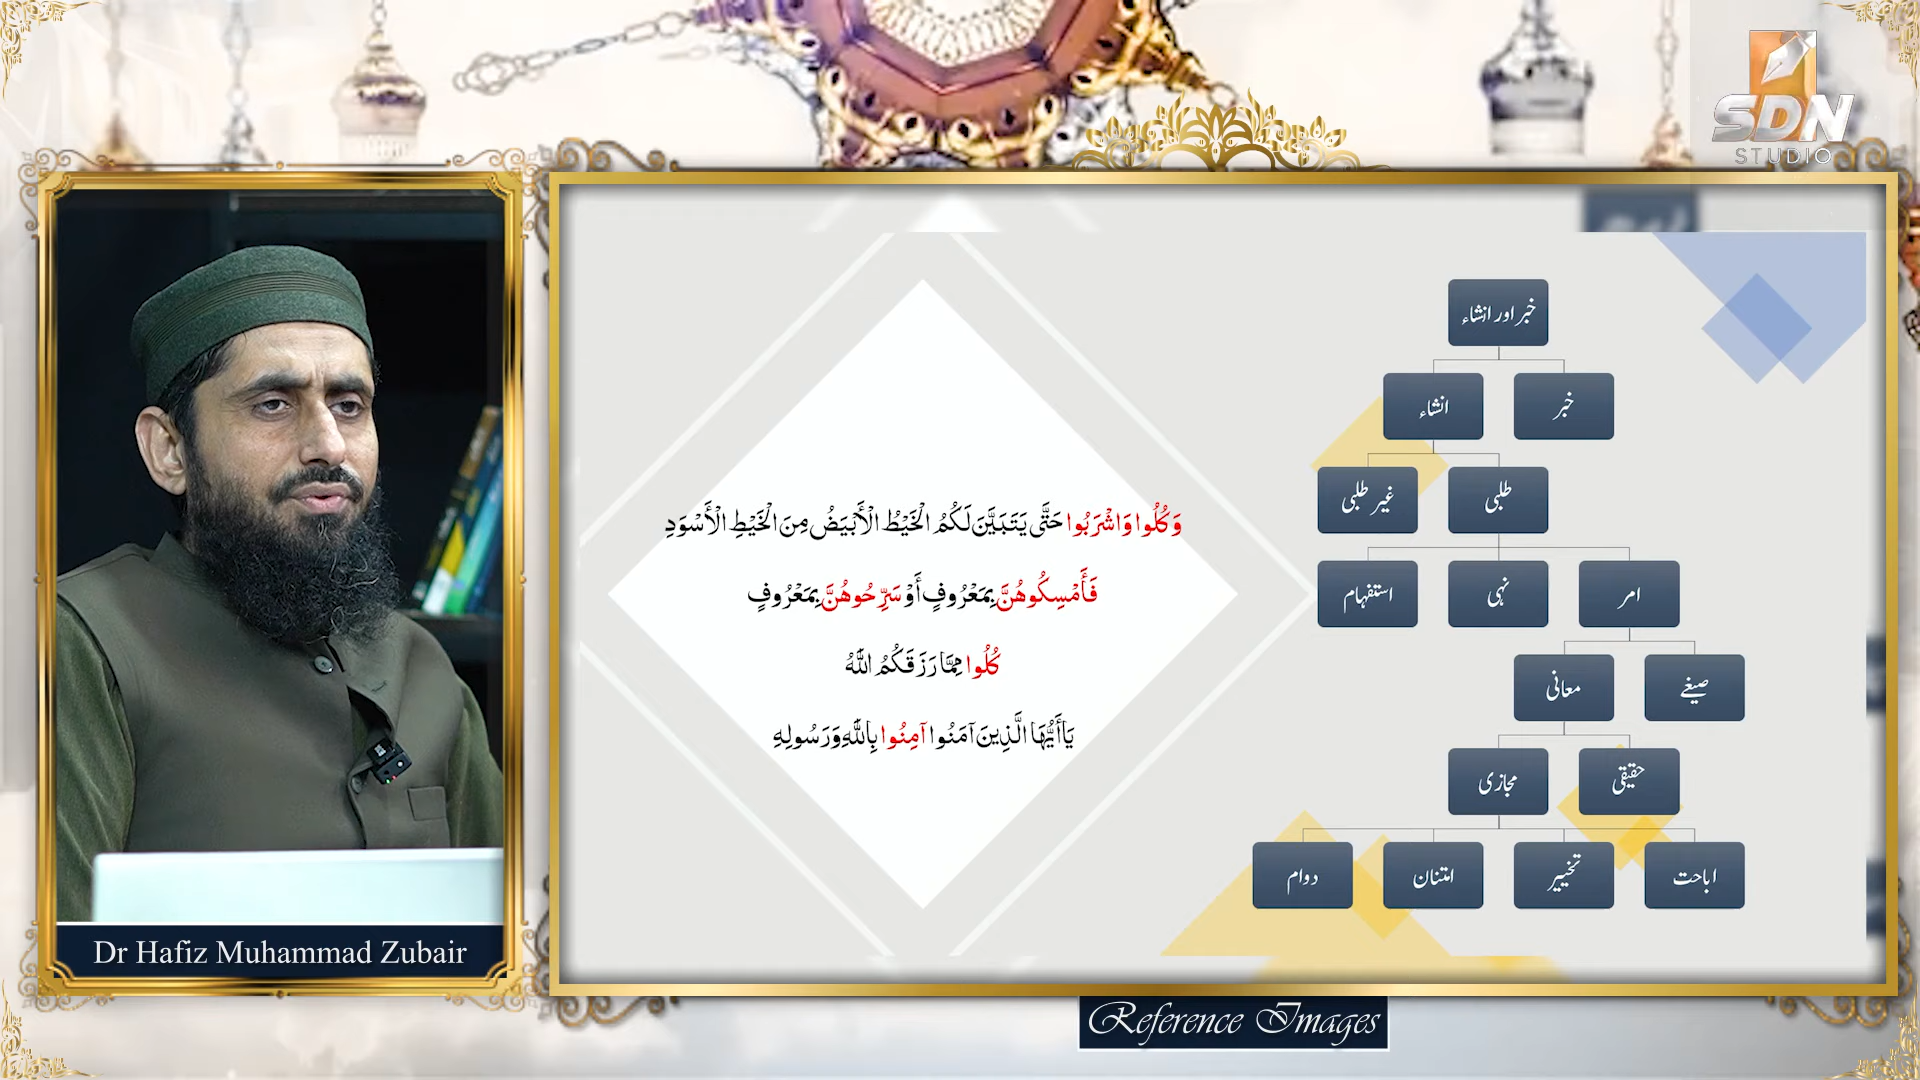 SDN
STUDIO
خبر اور انشاء
خبر
انشاء
طلبی
غیر طلبی
امر
نہی
استفہام
صیغے
معانی
حقیقی
مجازی
اباحت
تخییر
امتنان
دوام
وَكُلُوا وَاشْرَبُوا حَتَّى يَتَبَيَّنَ لَكُمُ الْخَيْطُ الْأَبْيَضُ مِنَ الْخَيْطِ الْأَسْوَدِ
فَأَمْسِكُوهُنَّ بِمَعْرُوفٍ أَوْ سَرِّحُوهُنَّ بِمَعْرُوفٍ
كُلُوا مِمَّا رَزَقَكُمُ اللَّهُ
يَاأَيُّهَا الَّذِينَ آمَنُوا آمِنُوا بِاللَّهِ وَرَسُولِهِ
Dr Hafiz Muhammad Zubair
Reference Images